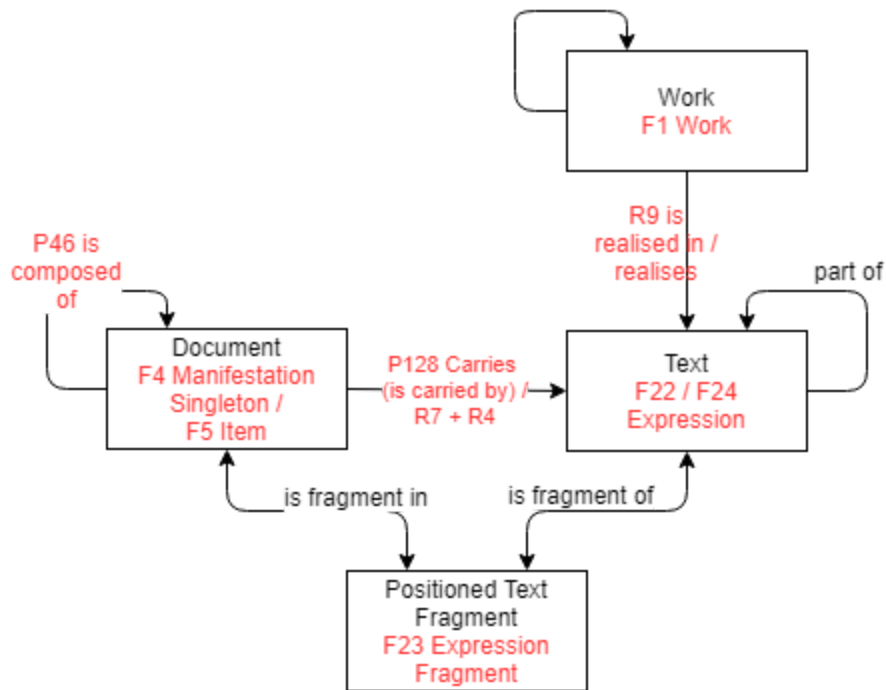 Work
F1 Work
R9 is
realised in /
realises
P46 is
composed
of
part of
Document
F4 Manifestation
Singleton /
F5 Item
P128 Carries
(is carried by) /
R7 + R4
Text
F22 / F24
Expression
is fragment in
is fragment of
Positioned Text
Fragment
F23 Expression
Fragment